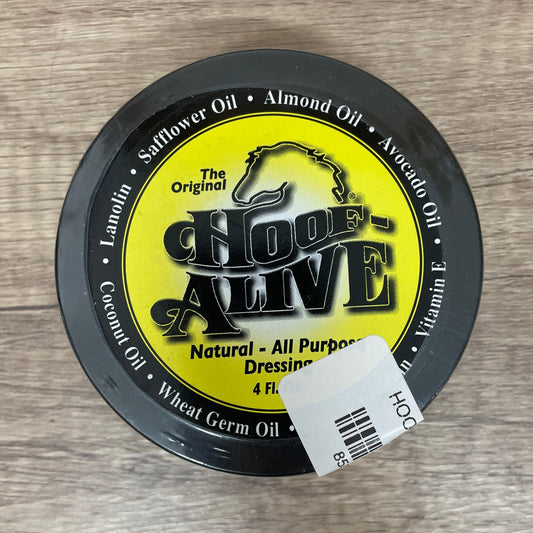 The
Original
HOOF-
ALIVE
®
Natural - All Purpose
Dressing
4 Fl. Oz.
• Lanolin • Safflower Oil • Almond Oil • Avocado Oil • Vitamin E
Coconut Oil • Wheat Germ Oil •
HOO
85